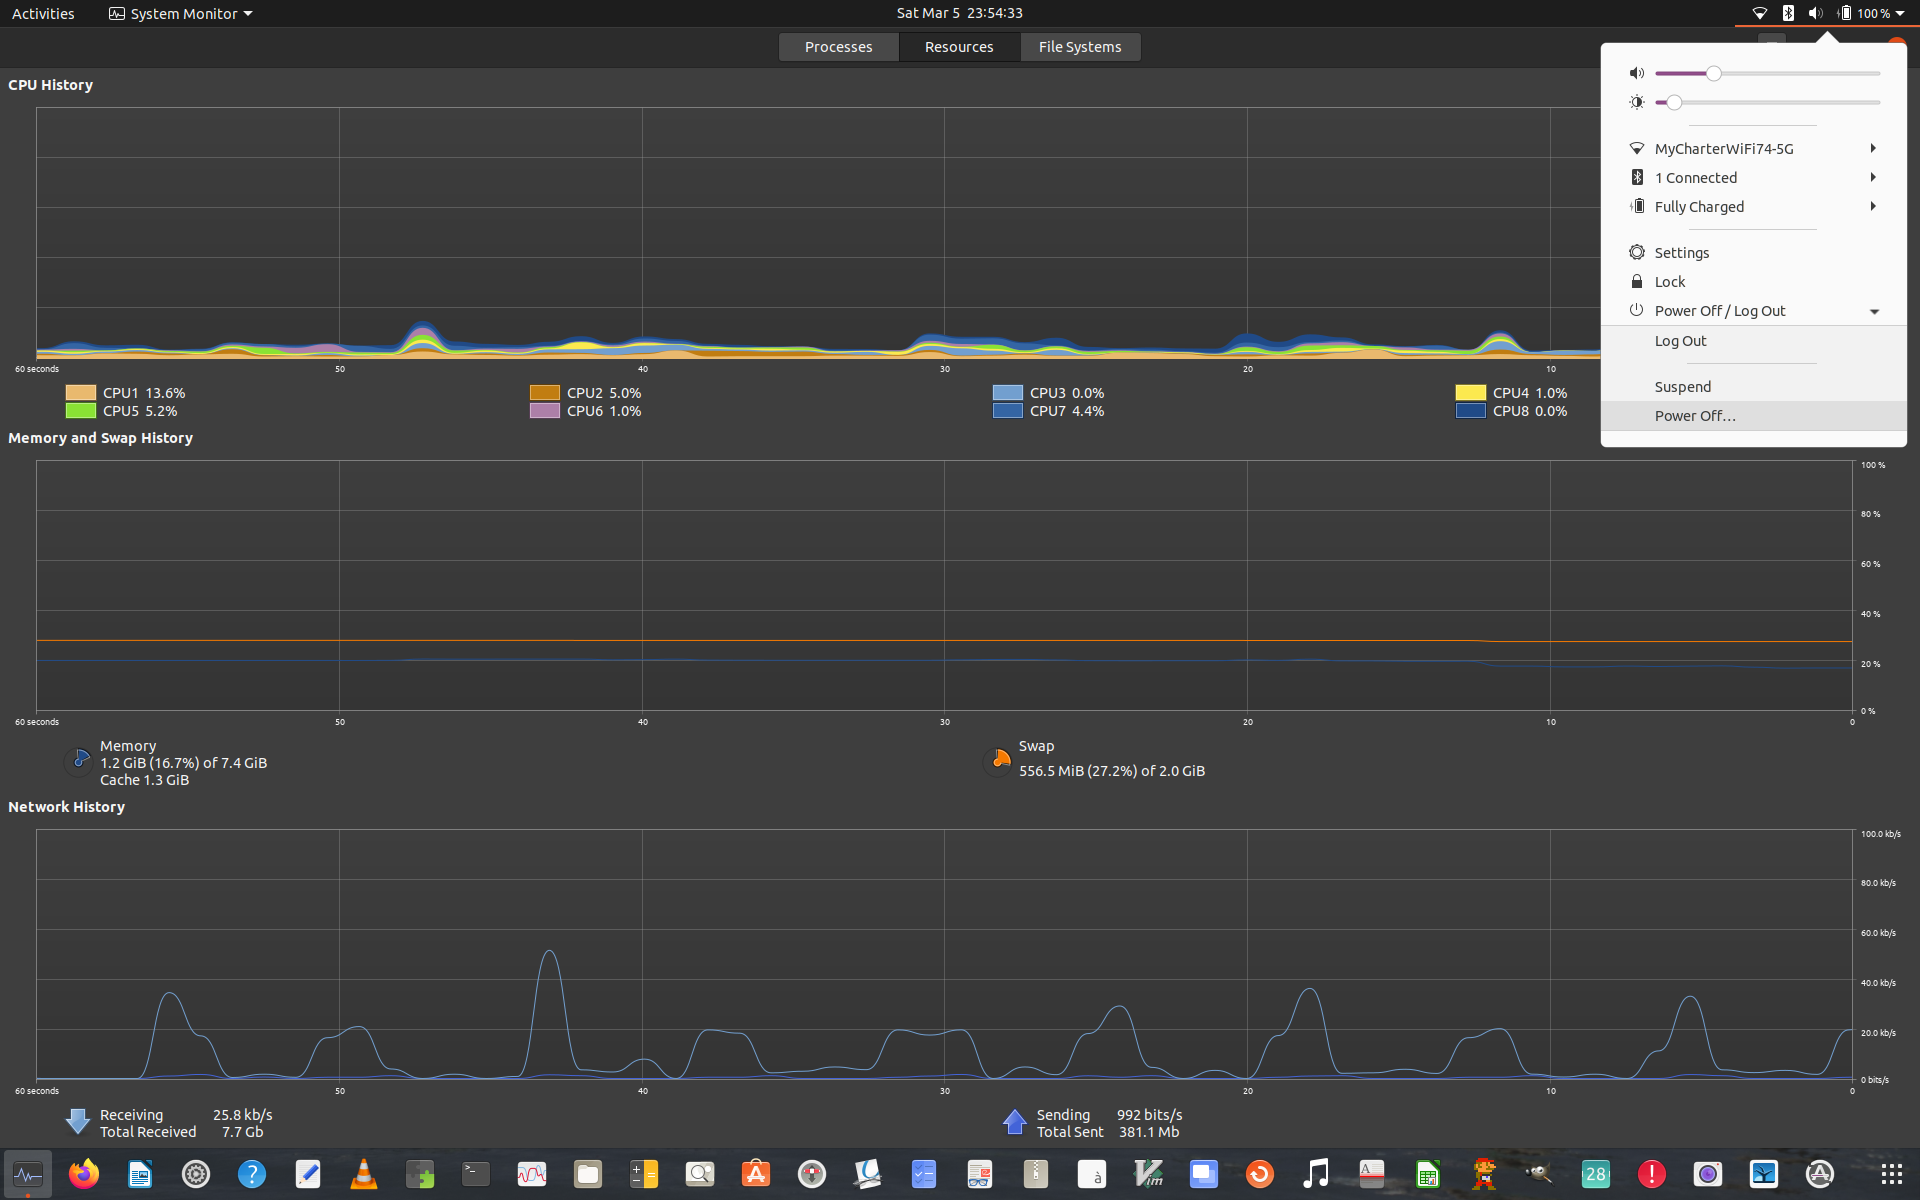 Activities
System Monitor
Sat Mar 5 23:54:33
100 %
Processes
Resources
File Systems
CPU History
60 seconds
50
40
30
20
10
CPU1 13.6%
CPU2 5.0%
CPU3 0.0%
CPU4 1.0%
CPU5 5.2%
CPU6 1.0%
CPU7 4.4%
CPU8 0.0%
MyCharterWiFi74-5G
1 Connected
Fully Charged
Settings
Lock
Power Off / Log Out
Log Out
Suspend
Power Off…
Memory and Swap History
100 %
80 %
60 %
40 %
20 %
0 %
60 seconds
50
40
30
20
10
0
Memory
1.2 GiB (16.7%) of 7.4 GiB
Cache 1.3 GiB
Swap
556.5 MiB (27.2%) of 2.0 GiB
Network History
100.0 kb/s
80.0 kb/s
60.0 kb/s
40.0 kb/s
20.0 kb/s
0 bits/s
60 seconds
50
40
30
20
10
0
Receiving 25.8 kb/s
Total Received 7.7 Gb
Sending 992 bits/s
Total Sent 381.1 Mb
?
>_
à
Vim
A
28
!